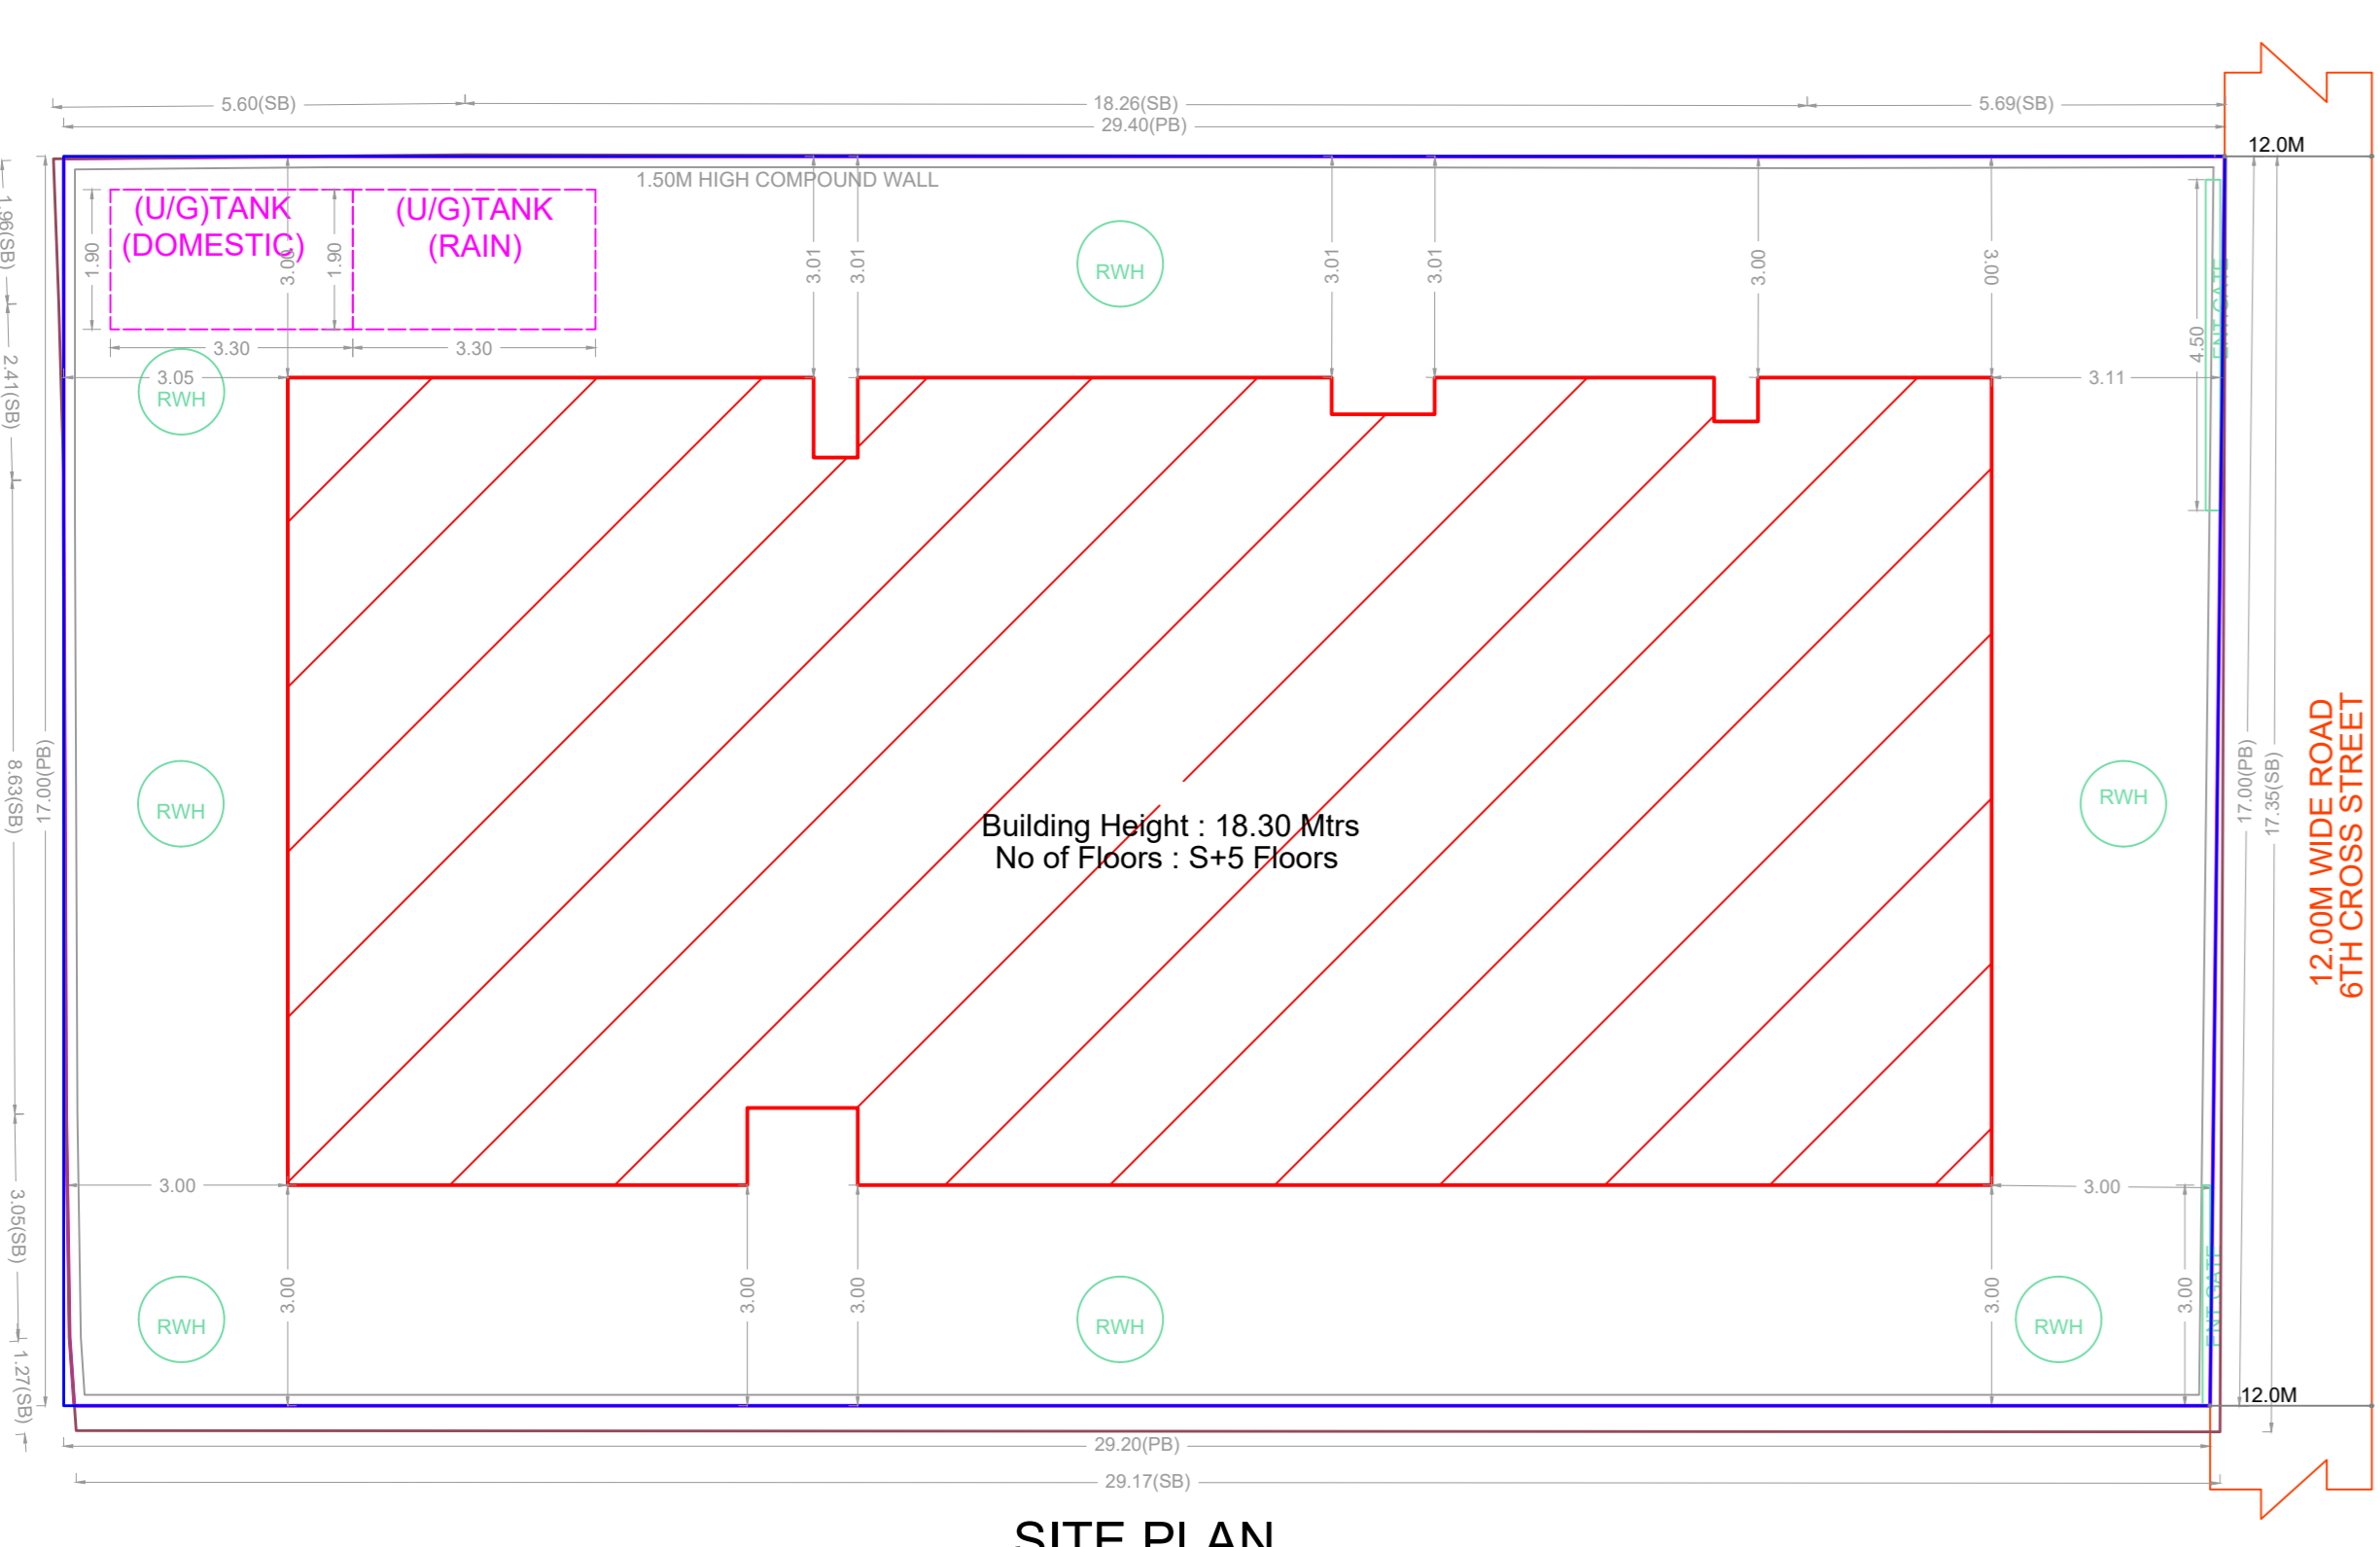 5.60(SB)
18.26(SB)
5.69(SB)
29.40(PB)
12.0M
1.50M HIGH COMPOUND WALL
(U/G)TANK
(DOMESTIC)
(U/G)TANK
(RAIN)
1.90
1.90
3.00
3.01
3.01
3.01
3.01
3.00
3.00
RWH
ENT.GATE
4.50
1.96(SB)
2.41(SB)
3.30
3.30
3.05
RWH
3.11
17.00(PB)
8.63(SB)
RWH
Building Height : 18.30 Mtrs
No of Floors : S+5 Floors
RWH
17.00(PB)
17.35(SB)
12.00M WIDE ROAD
6TH CROSS STREET
3.00
3.00
3.05(SB)
1.27(SB)
3.00
3.00
3.00
3.00
3.00
RWH
RWH
RWH
ENT.GATE
12.0M
29.20(PB)
29.17(SB)
SITE PLAN